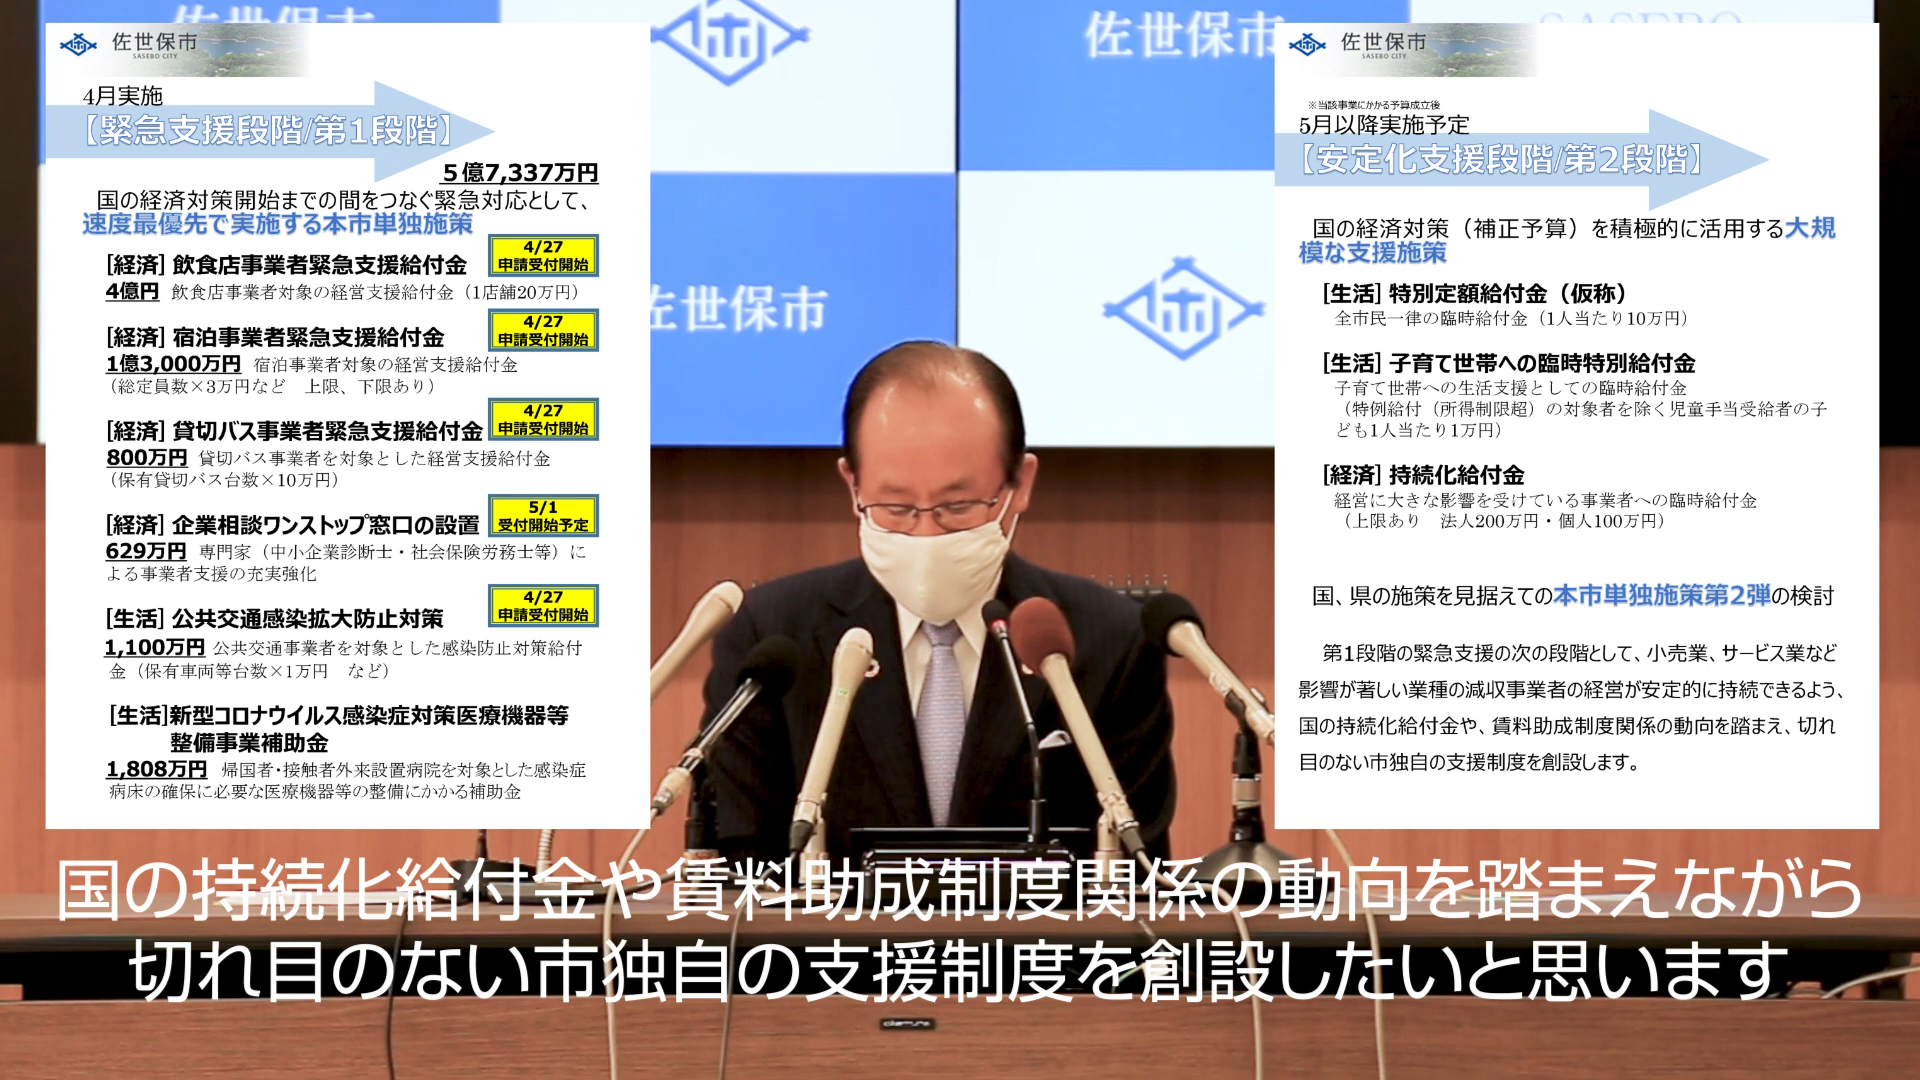 佐世保市
佐世保市
SASEBO
佐世保市
佐世保市
SASEBO CITY
4月実施
【緊急支援段階/第1段階】
5億7,337万円
国の経済対策開始までの間をつなぐ緊急対応として、
速度最優先で実施する本市単独施策
4/27
申請受付開始
[経済] 飲食店事業者緊急支援給付金
4億円 飲食店事業者対象の経営支援給付金（1店舗20万円）
4/27
申請受付開始
[経済] 宿泊事業者緊急支援給付金
1億3,000万円 宿泊事業者対象の経営支援給付金
（総定員数×3万円など　上限、下限あり）
4/27
申請受付開始
[経済] 貸切バス事業者緊急支援給付金
800万円 貸切バス事業者を対象とした経営支援給付金
（保有貸切バス台数×10万円）
5/1
受付開始予定
[経済] 企業相談ワンストップ窓口の設置
629万円 専門家（中小企業診断士・社会保険労務士等）に
よる事業者支援の充実強化
4/27
申請受付開始
[生活] 公共交通感染拡大防止対策
1,100万円 公共交通事業者を対象とした感染防止対策給付
金（保有車両等台数×1万円　など）
[生活]新型コロナウイルス感染症対策医療機器等
整備事業補助金
1,808万円 帰国者・接触者外来設置病院を対象とした感染症
病床の確保に必要な医療機器等の整備にかかる補助金
佐世保市
SASEBO CITY
※当該事業にかかる予算成立後
5月以降実施予定
【安定化支援段階/第2段階】
国の経済対策（補正予算）を積極的に活用する大規
模な支援施策
[生活] 特別定額給付金（仮称）
全市民一律の臨時給付金（1人当たり10万円）
[生活] 子育て世帯への臨時特別給付金
子育て世帯への生活支援としての臨時給付金
（特例給付（所得制限超）の対象者を除く児童手当受給者の子
ども1人当たり1万円）
[経済] 持続化給付金
経営に大きな影響を受けている事業者への臨時給付金
（上限あり　法人200万円・個人100万円）
国、県の施策を見据えての本市単独施策第2弾の検討
第1段階の緊急支援の次の段階として、小売業、サービス業など
影響が著しい業種の減収事業者の経営が安定的に持続できるよう、
国の持続化給付金や、賃料助成制度関係の動向を踏まえ、切れ
目のない市独自の支援制度を創設します。
国の持続化給付金や賃料助成制度関係の動向を踏まえながら
切れ目のない市独自の支援制度を創設したいと思います